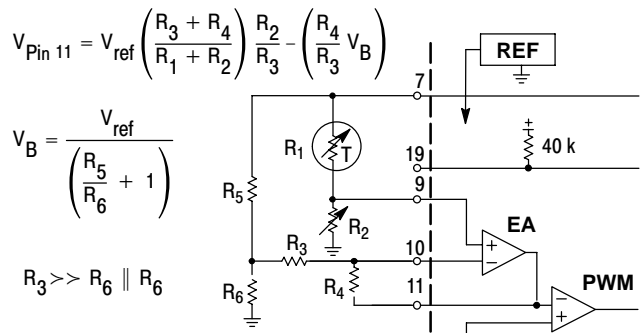 V_Pin 11 = V_ref ( (R_3 + R_4) / (R_1 + R_2) ) R_2 / R_3 − ( R_4 / R_3 V_B )
V_B = V_ref / ( R_5 / R_6 + 1 )
R_3 >> R_6 || R_6
REF
7
R_1
T
+
40 k
19
9
R_5
R_2
EA
+
−
R_3
10
R_4
11
R_6
PWM
−
+